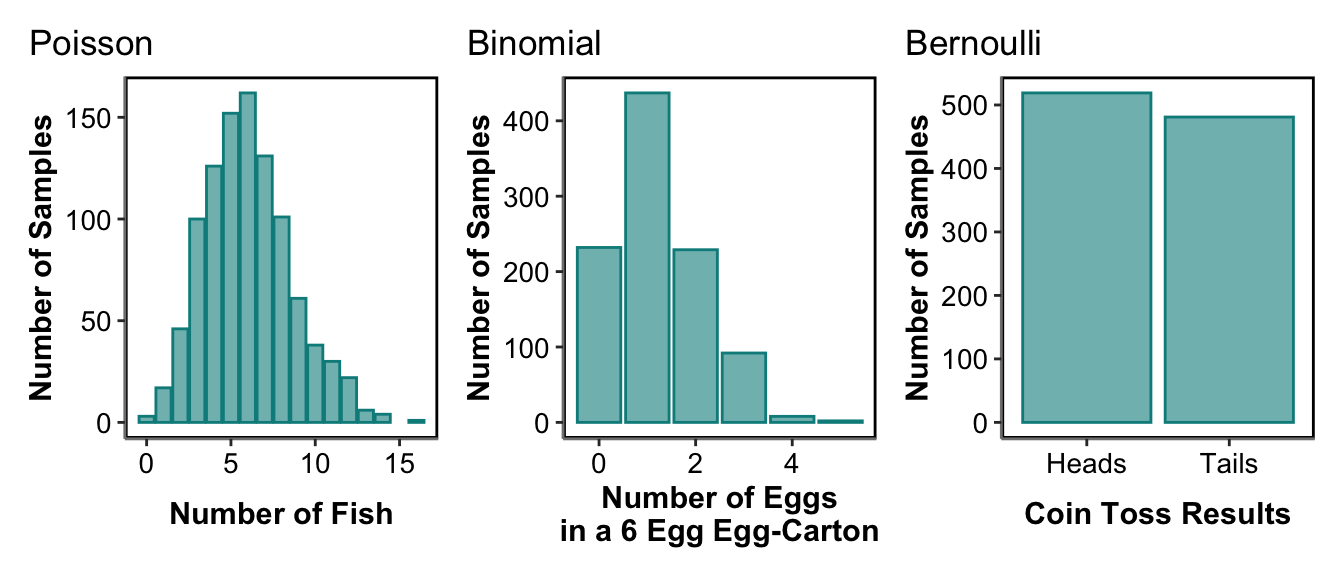 Poisson
Number of Samples
150
100
50
0
0 5 10 15
Number of Fish
Binomial
Number of Samples
400
300
200
100
0
0 2 4
Number of Eggs
in a 6 Egg Egg-Carton
Bernoulli
Number of Samples
500
400
300
200
100
0
Heads Tails
Coin Toss Results